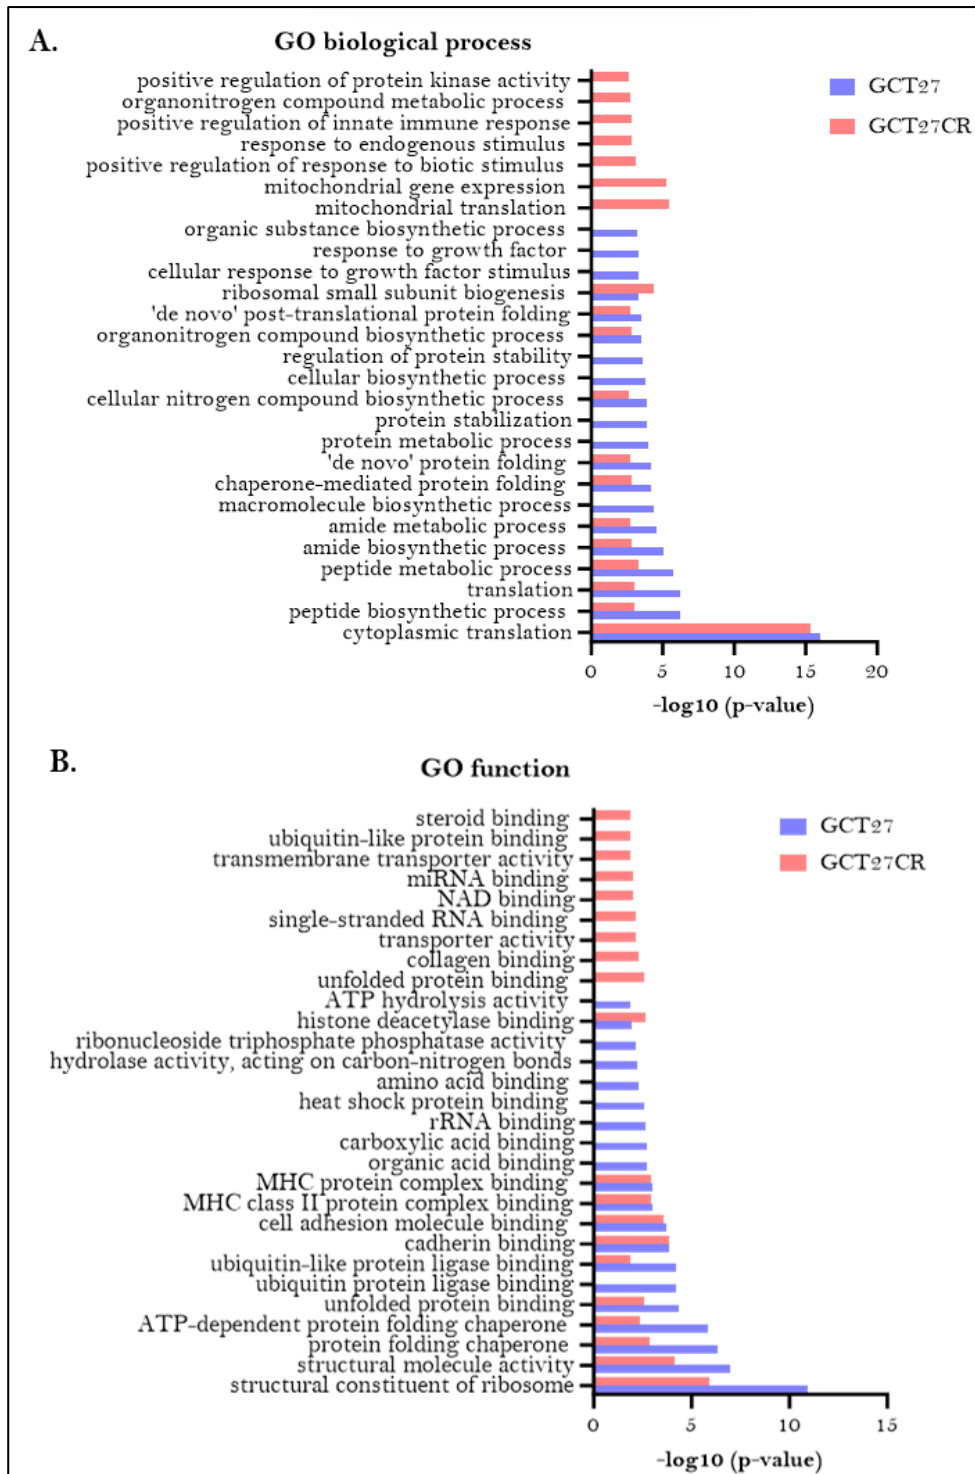 A.
GO biological process
positive regulation of protein kinase activity
organonitrogen compound metabolic process
positive regulation of innate immune response
response to endogenous stimulus
positive regulation of response to biotic stimulus
mitochondrial gene expression
mitochondrial translation
organic substance biosynthetic process
response to growth factor
cellular response to growth factor stimulus
ribosomal small subunit biogenesis
'de novo' post-translational protein folding
organonitrogen compound biosynthetic process
regulation of protein stability
cellular biosynthetic process
cellular nitrogen compound biosynthetic process
protein stabilization
protein metabolic process
'de novo' protein folding
chaperone-mediated protein folding
macromolecule biosynthetic process
amide metabolic process
amide biosynthetic process
peptide metabolic process
translation
peptide biosynthetic process
cytoplasmic translation
GCT27
GCT27CR
0 5 10 15 20
-log10 (p-value)
B.
GO function
steroid binding
ubiquitin-like protein binding
transmembrane transporter activity
miRNA binding
NAD binding
single-stranded RNA binding
transporter activity
collagen binding
unfolded protein binding
ATP hydrolysis activity
histone deacetylase binding
ribonucleoside triphosphate phosphatase activity
hydrolase activity, acting on carbon-nitrogen bonds
amino acid binding
heat shock protein binding
rRNA binding
carboxylic acid binding
organic acid binding
MHC protein complex binding
MHC class II protein complex binding
cell adhesion molecule binding
cadherin binding
ubiquitin-like protein ligase binding
ubiquitin protein ligase binding
unfolded protein binding
ATP-dependent protein folding chaperone
protein folding chaperone
structural molecule activity
structural constituent of ribosome
GCT27
GCT27CR
0 5 10 15
-log10 (p-value)